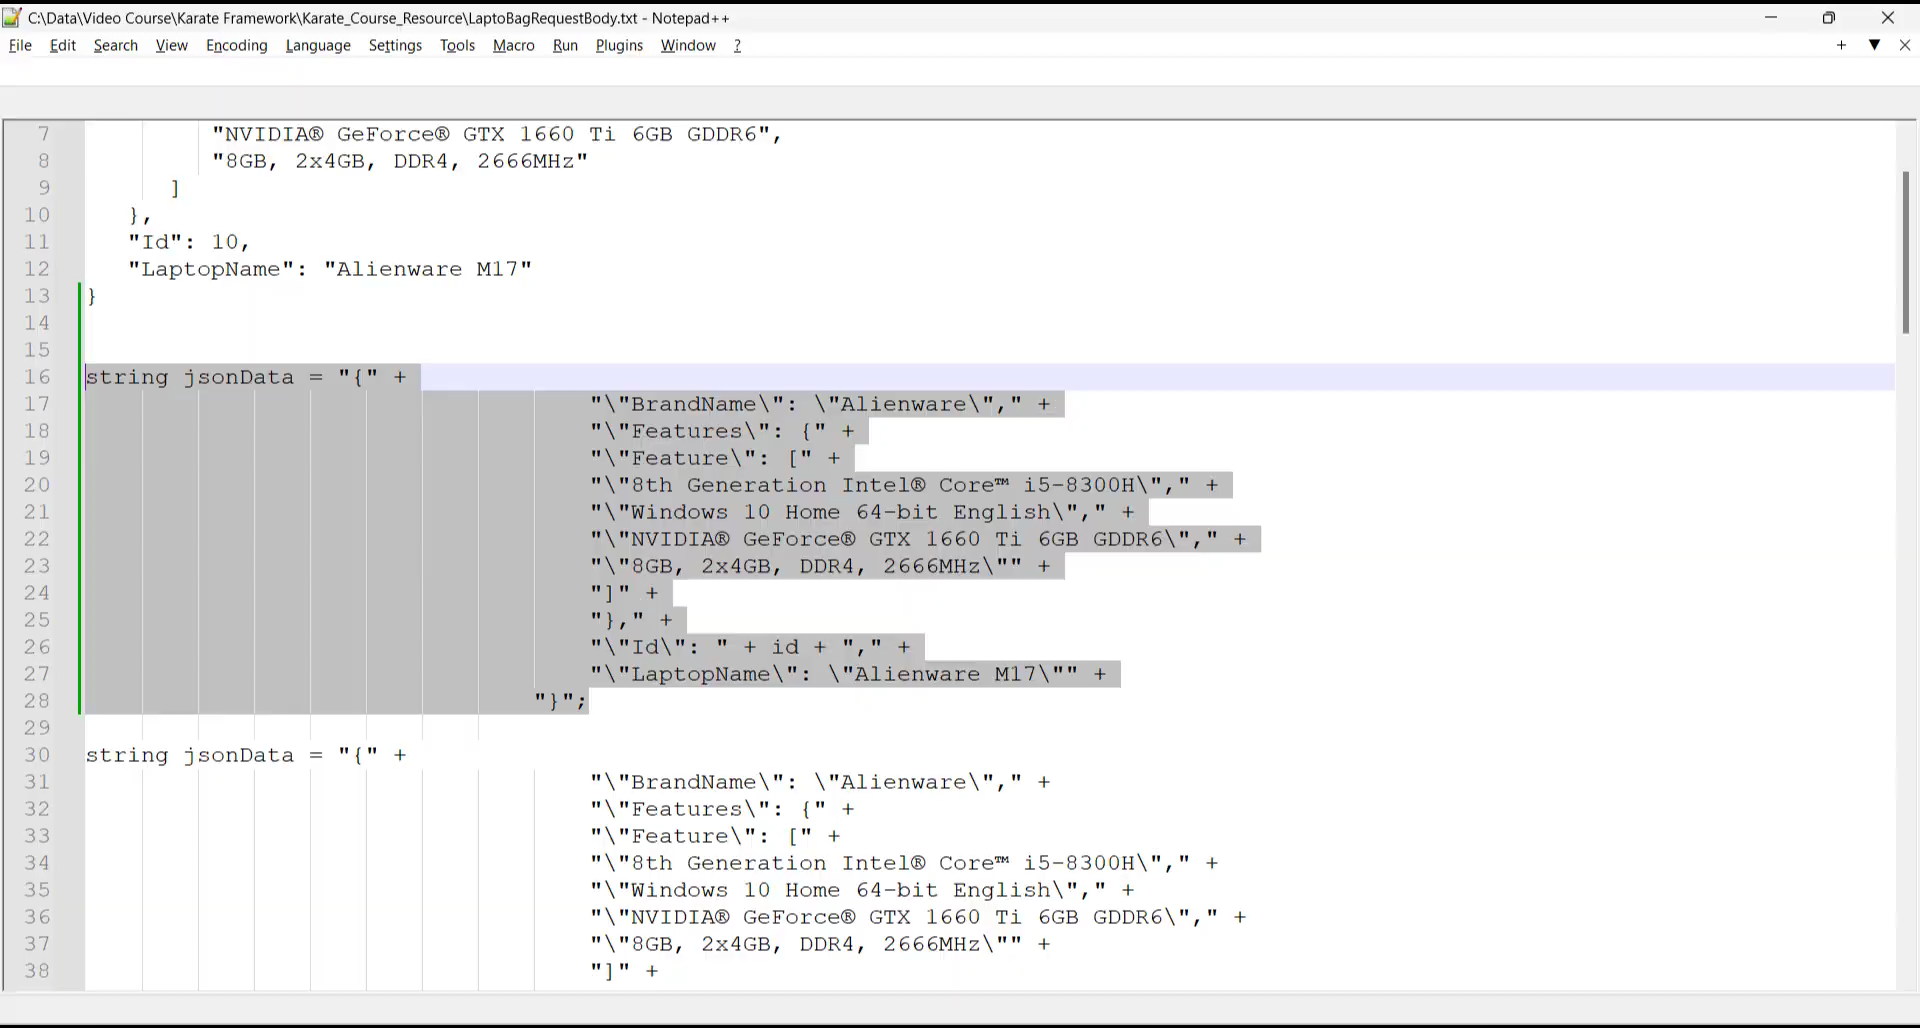 C:\Data\Video Course\Karate Framework\Karate_Course_Resource\LaptoBagRequestBody.txt - Notepad++
File Edit Search View Encoding Language Settings Tools Macro Run Plugins Window ?
7 "NVIDIA® GeForce® GTX 1660 Ti 6GB GDDR6",
8 "8GB, 2x4GB, DDR4, 2666MHz"
9 ]
10 },
11 "Id": 10,
12 "LaptopName": "Alienware M17"
13 }
14
15
16 string jsonData = "{" +
17 "\"BrandName\": \"Alienware\"," +
18 "\"Features\": {" +
19 "\"Feature\": [" +
20 "\"8th Generation Intel® Core™ i5-8300H\"," +
21 "\"Windows 10 Home 64-bit English\"," +
22 "\"NVIDIA® GeForce® GTX 1660 Ti 6GB GDDR6\"," +
23 "\"8GB, 2x4GB, DDR4, 2666MHz\"" +
24 "]" +
25 "}," +
26 "\"Id\": " + id + "," +
27 "\"LaptopName\": \"Alienware M17\"" +
28 "}";
29
30 string jsonData = "{" +
31 "\"BrandName\": \"Alienware\"," +
32 "\"Features\": {" +
33 "\"Feature\": [" +
34 "\"8th Generation Intel® Core™ i5-8300H\"," +
35 "\"Windows 10 Home 64-bit English\"," +
36 "\"NVIDIA® GeForce® GTX 1660 Ti 6GB GDDR6\"," +
37 "\"8GB, 2x4GB, DDR4, 2666MHz\"" +
38 "]" +